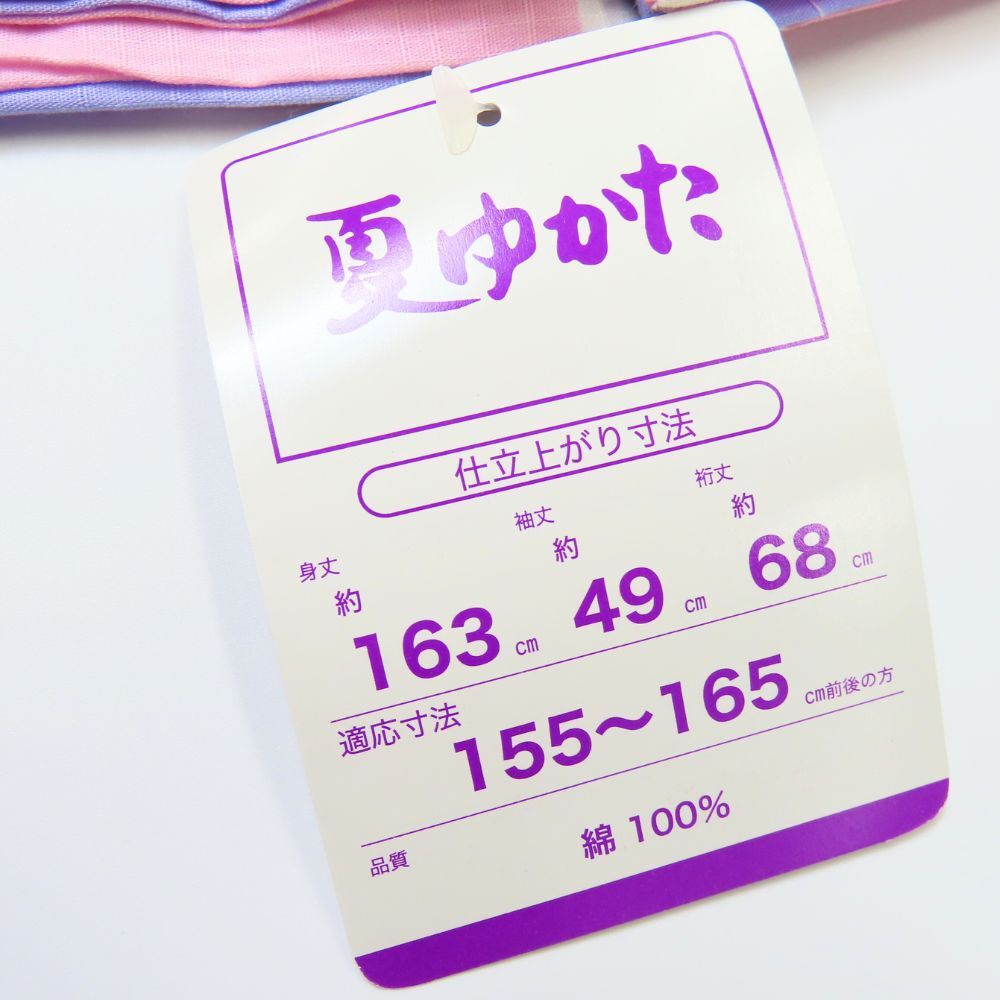 夏ゆかた
仕立上がり寸法
身丈 袖丈 裄丈
約 約 約
163 cm 49 cm 68 cm
適応寸法 155〜165 cm前後の方
品質 綿 100%